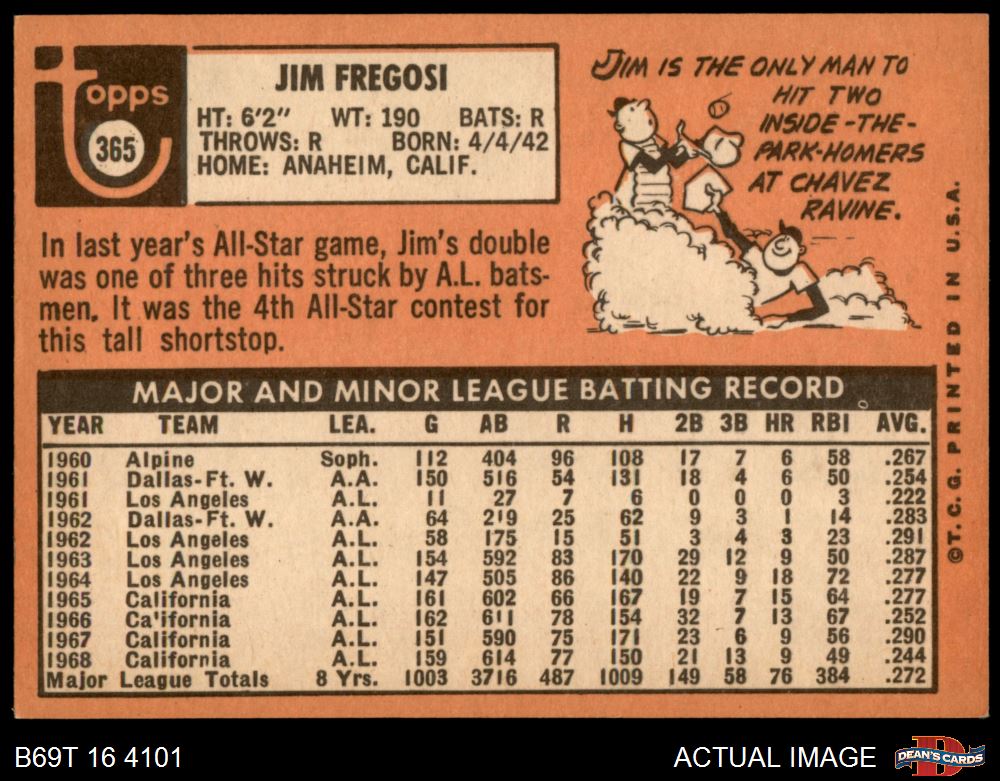 Topps
365
JIM FREGOSI
HT: 6'2" WT: 190 BATS: R
THROWS: R BORN: 4/4/42
HOME: ANAHEIM, CALIF.
In last year's All-Star game, Jim's double
was one of three hits struck by A.L. bats-
men. It was the 4th All-Star contest for
this tall shortstop.
JIM IS THE ONLY MAN TO
HIT TWO
INSIDE-THE-
PARK-HOMERS
AT CHAVEZ
RAVINE.
MAJOR AND MINOR LEAGUE BATTING RECORD
YEAR TEAM LEA. G AB R H 2B 3B HR RBI AVG.
1960 Alpine Soph. 112 404 96 108 17 7 6 58 .267
1961 Dallas-Ft. W. A.A. 150 516 54 131 18 4 6 50 .254
1961 Los Angeles A.L. 11 27 7 6 0 0 0 3 .222
1962 Dallas-Ft. W. A.A. 64 219 25 62 9 3 1 14 .283
1962 Los Angeles A.L. 58 175 15 51 3 4 3 23 .291
1963 Los Angeles A.L. 154 592 83 170 29 12 9 50 .287
1964 Los Angeles A.L. 147 505 86 140 22 9 18 72 .277
1965 California A.L. 161 602 66 167 19 7 15 64 .277
1966 Ca'ifornia A.L. 162 611 78 154 32 7 13 67 .252
1967 California A.L. 151 590 75 171 23 6 9 56 .290
1968 California A.L. 159 614 77 150 21 13 9 49 .244
Major League Totals 8 Yrs. 1003 3716 487 1009 149 58 76 384 .272
©T. C. G. PRINTED IN U.S.A.
B69T 16 4101
ACTUAL IMAGE
D
DEAN'S CARDS